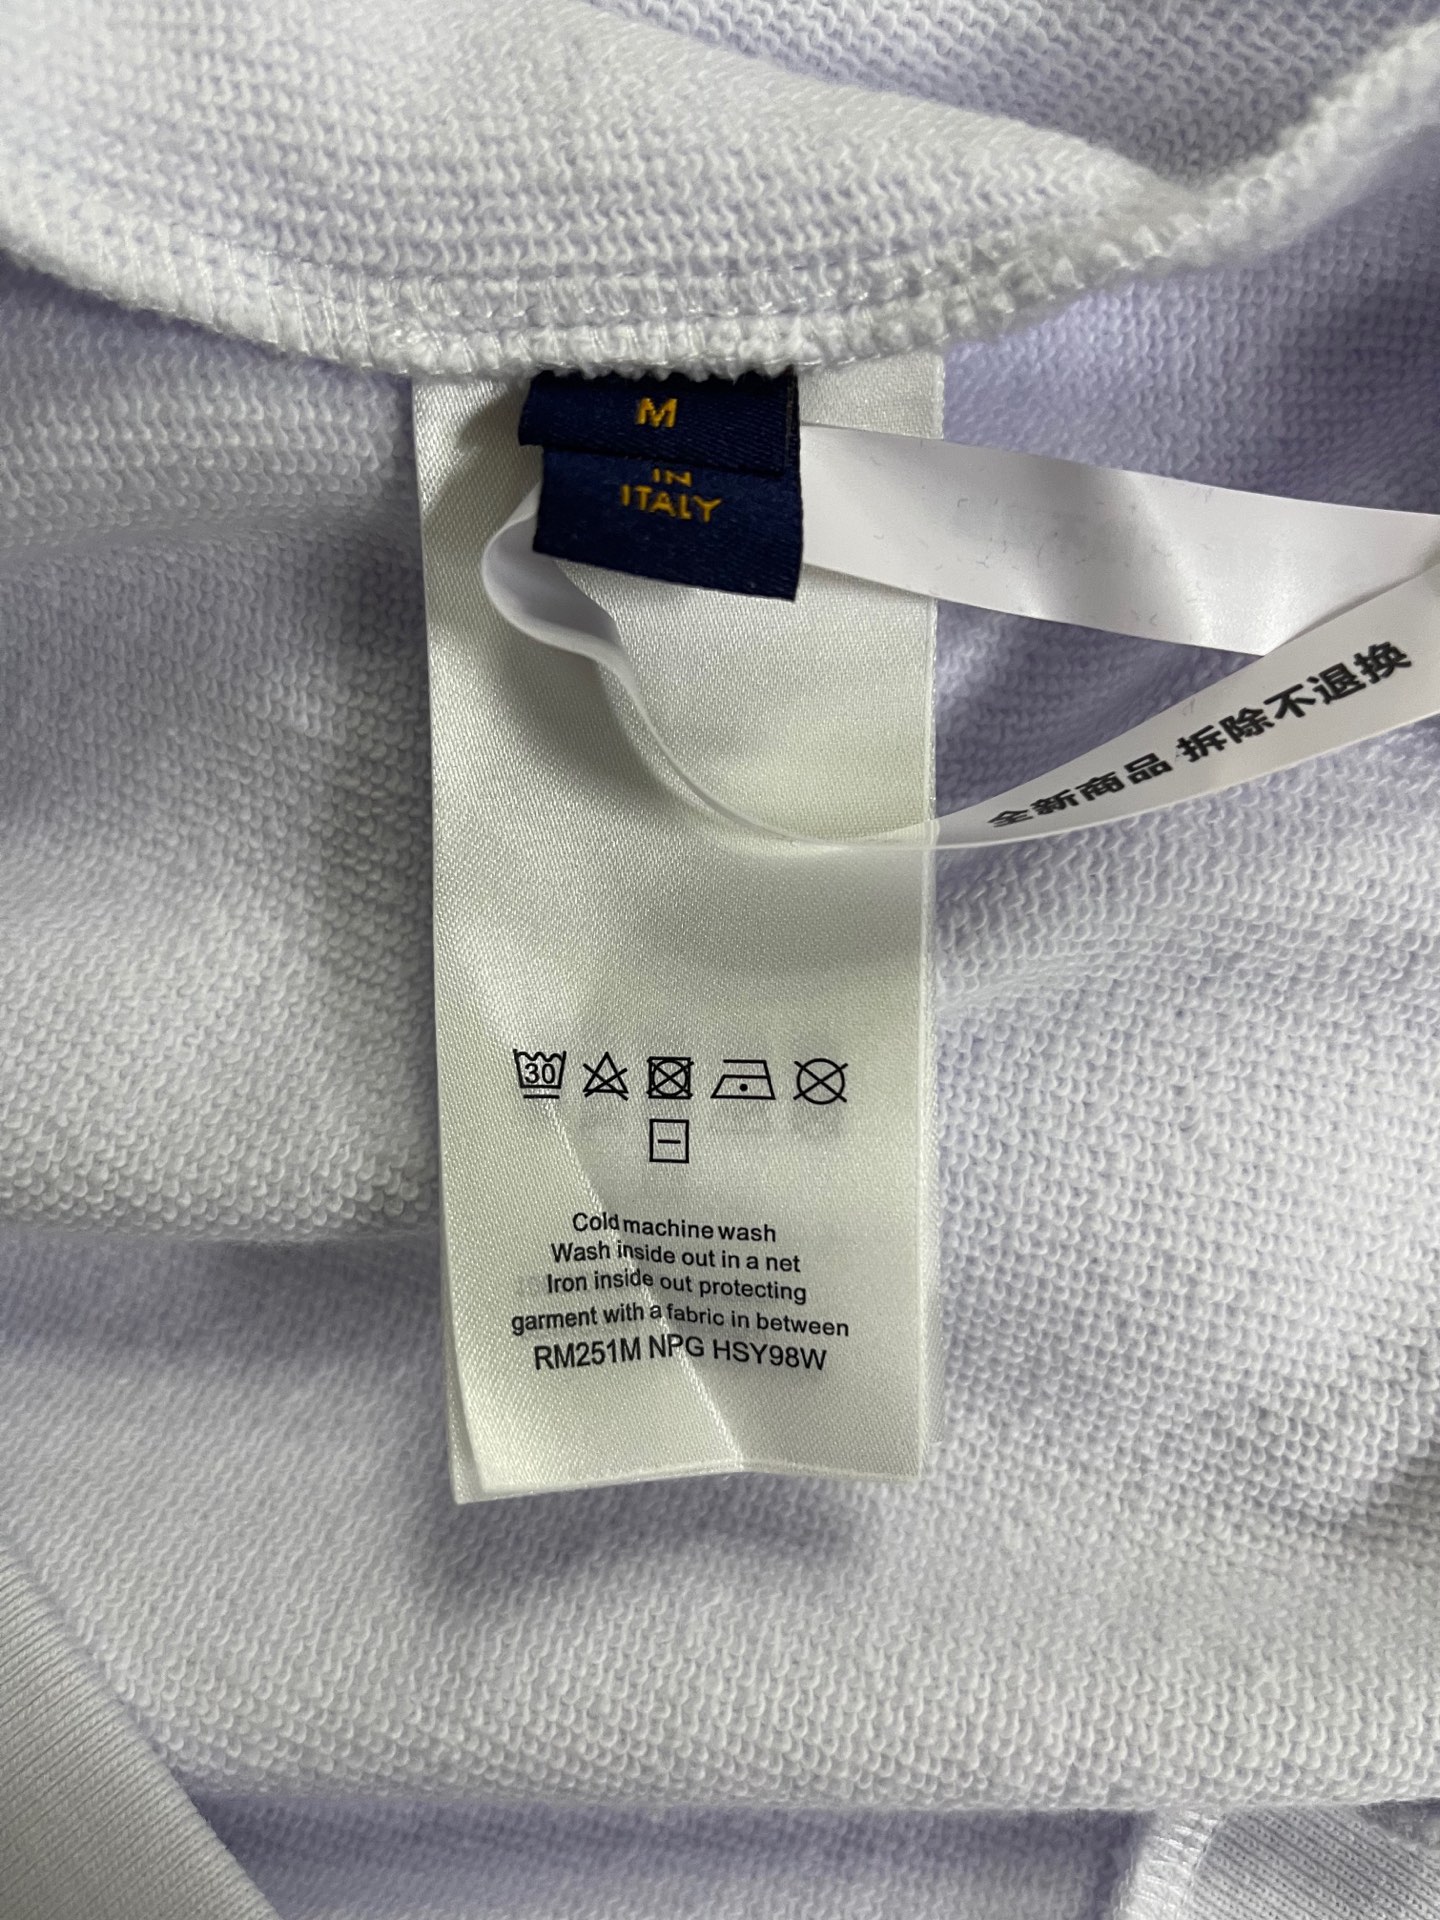 M
IN
ITALY
全新商品 拆除不退换
30
Cold machine wash
Wash inside out in a net
Iron inside out protecting
garment with a fabric in between
RM251M NPG HSY98W